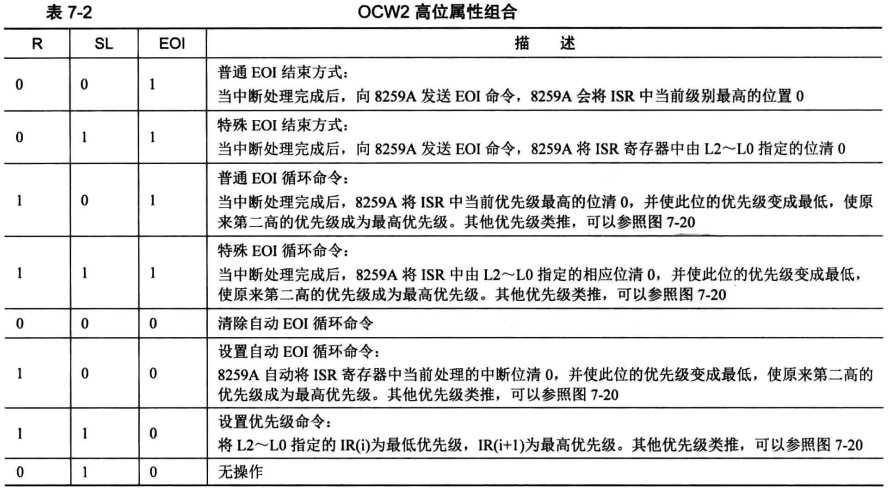 表 7-2 OCW2 高位属性组合
R SL EOI 描 述
0 0 1 普通 EOI 结束方式：
当中断处理完成后，向 8259A 发送 EOI 命令，8259A 会将 ISR 中当前级别最高的位置 0
0 1 1 特殊 EOI 结束方式：
当中断处理完成后，向 8259A 发送 EOI 命令，8259A 将 ISR 寄存器中由 L2～L0 指定的位清 0
1 0 1 普通 EOI 循环命令：
当中断处理完成后，8259A 将 ISR 中当前优先级最高的位清 0，并使此位的优先级变成最低，使原
来第二高的优先级成为最高优先级。其他优先级类推，可以参照图 7-20
1 1 1 特殊 EOI 循环命令：
当中断处理完成后，8259A 将 ISR 中由 L2～L0 指定的相应位清 0，并使此位的优先级变成最低，
使原来第二高的优先级成为最高优先级。其他优先级类推，可以参照图 7-20
0 0 0 清除自动 EOI 循环命令
1 0 0 设置自动 EOI 循环命令：
8259A 自动将 ISR 寄存器中当前处理的中断位清 0，并使此位的优先级变成最低，使原来第二高的
优先级成为最高优先级。其他优先级类推，可以参照图 7-20
1 1 0 设置优先级命令：
将 L2～L0 指定的 IR(i)为最低优先级，IR(i+1)为最高优先级。其他优先级类推，可以参照图 7-20
0 1 0 无操作